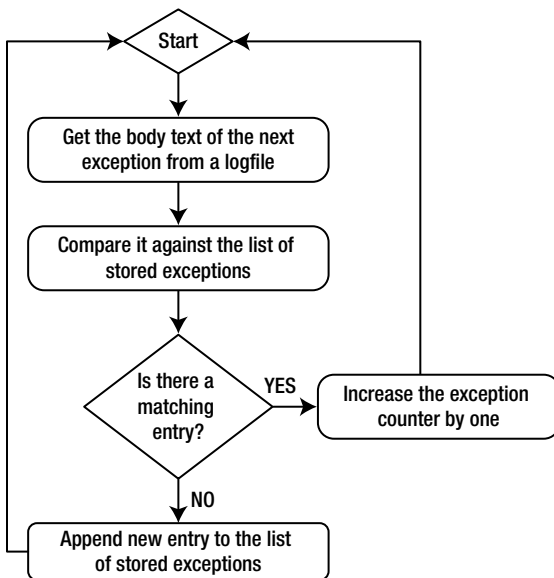 Start
Get the body text of the next
exception from a logfile
Compare it against the list of
stored exceptions
Is there a
matching
entry?
YES
Increase the exception
counter by one
NO
Append new entry to the list
of stored exceptions